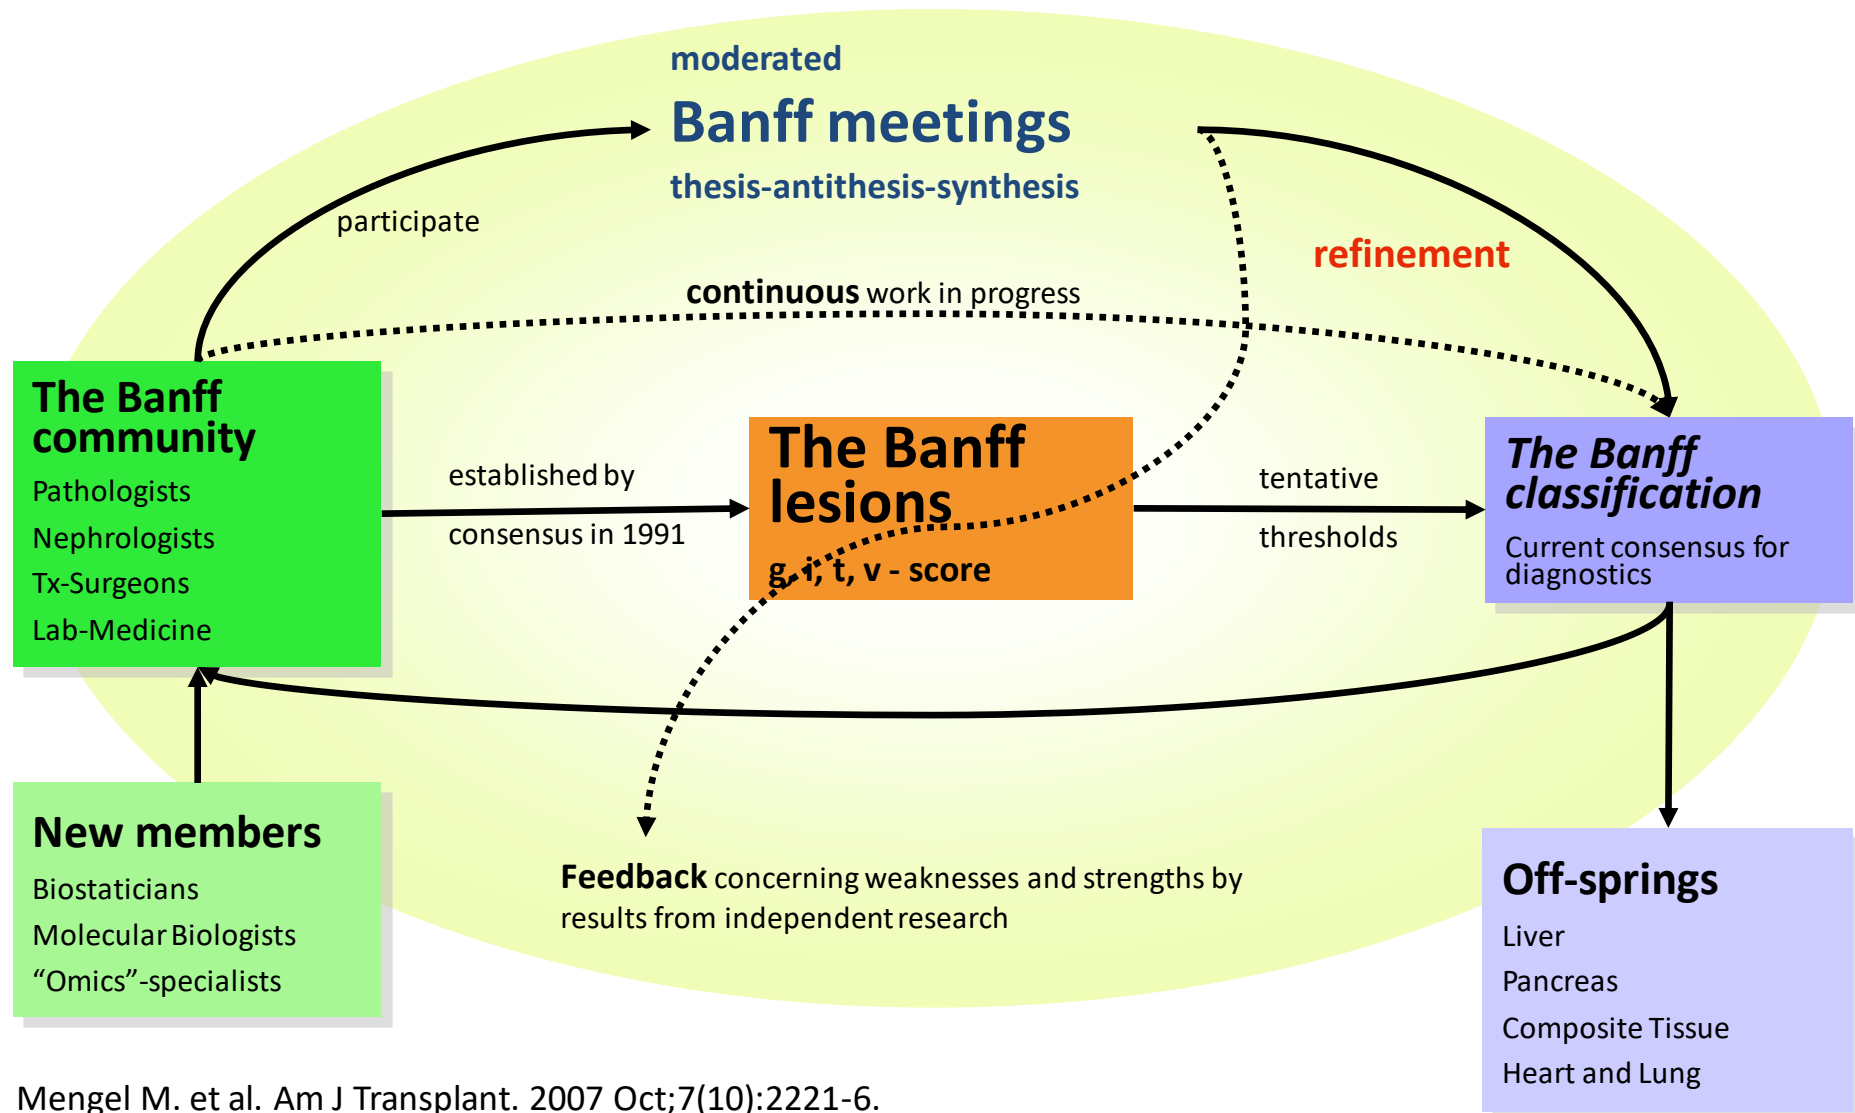 moderated
Banff meetings
thesis-antithesis-synthesis
participate
refinement
continuous work in progress
The Banff
community
Pathologists
Nephrologists
Tx-Surgeons
Lab-Medicine
established by
consensus in 1991
The Banff
lesions
g, i, t, v - score
tentative
thresholds
The Banff
classification
Current consensus for
diagnostics
New members
Biostaticians
Molecular Biologists
“Omics”-specialists
Feedback concerning weaknesses and strengths by
results from independent research
Off-springs
Liver
Pancreas
Composite Tissue
Heart and Lung
Mengel M. et al. Am J Transplant. 2007 Oct;7(10):2221-6.